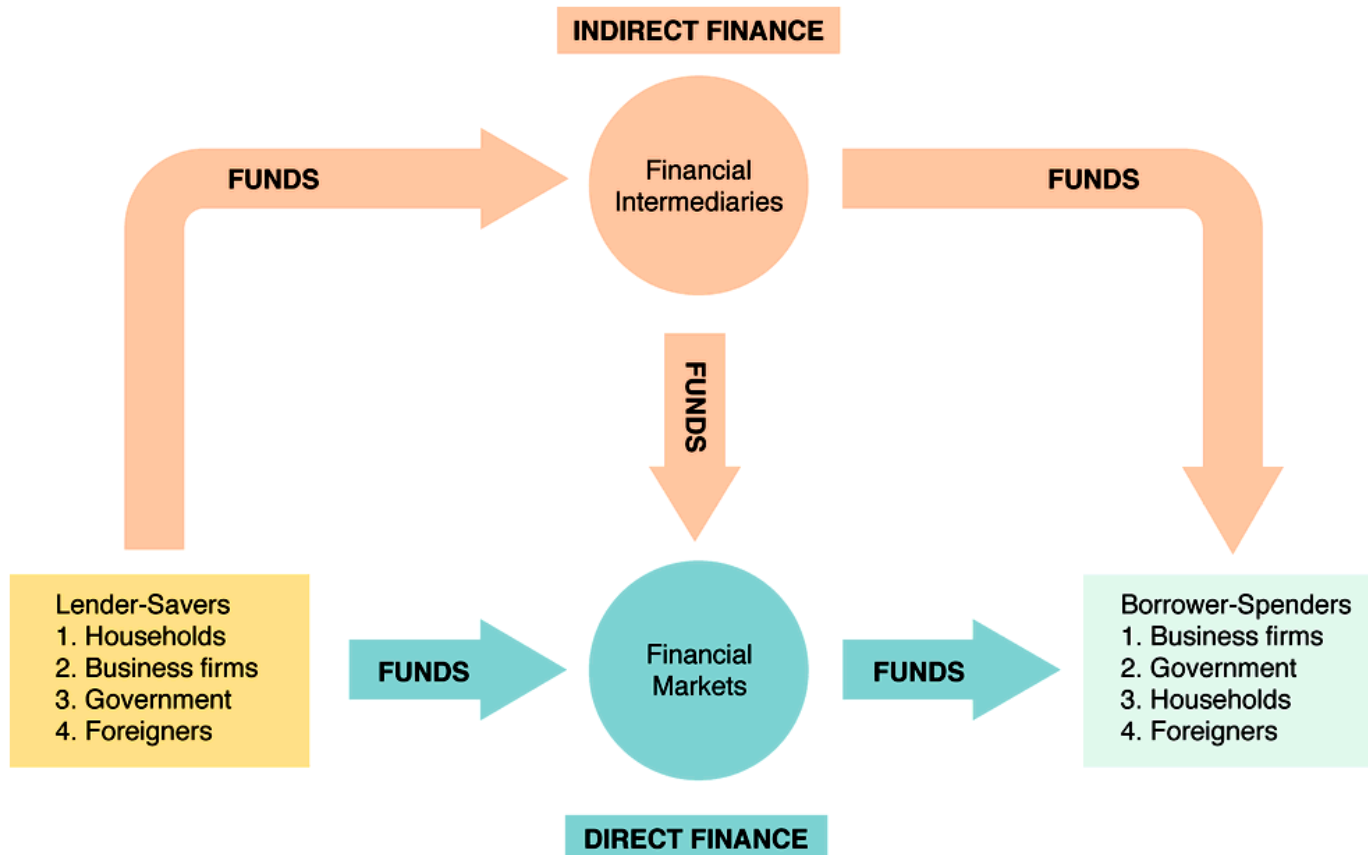 INDIRECT FINANCE
FUNDS
Financial
Intermediaries
FUNDS
FUNDS
Lender-Savers
1. Households
2. Business firms
3. Government
4. Foreigners
FUNDS
Financial
Markets
FUNDS
Borrower-Spenders
1. Business firms
2. Government
3. Households
4. Foreigners
DIRECT FINANCE